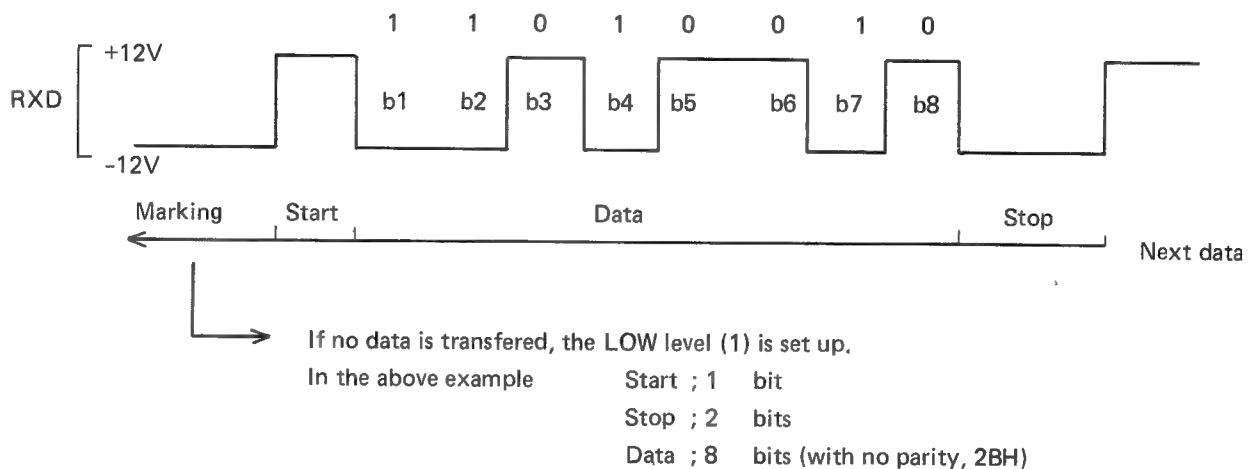 1 1 0 1 0 0 1 0
+12V
RXD
b1 b2 b3 b4 b5 b6 b7 b8
-12V
Marking Start Data Stop
Next data
If no data is transfered, the LOW level (1) is set up.
In the above example Start ; 1 bit
Stop ; 2 bits
Data ; 8 bits (with no parity, 2BH)